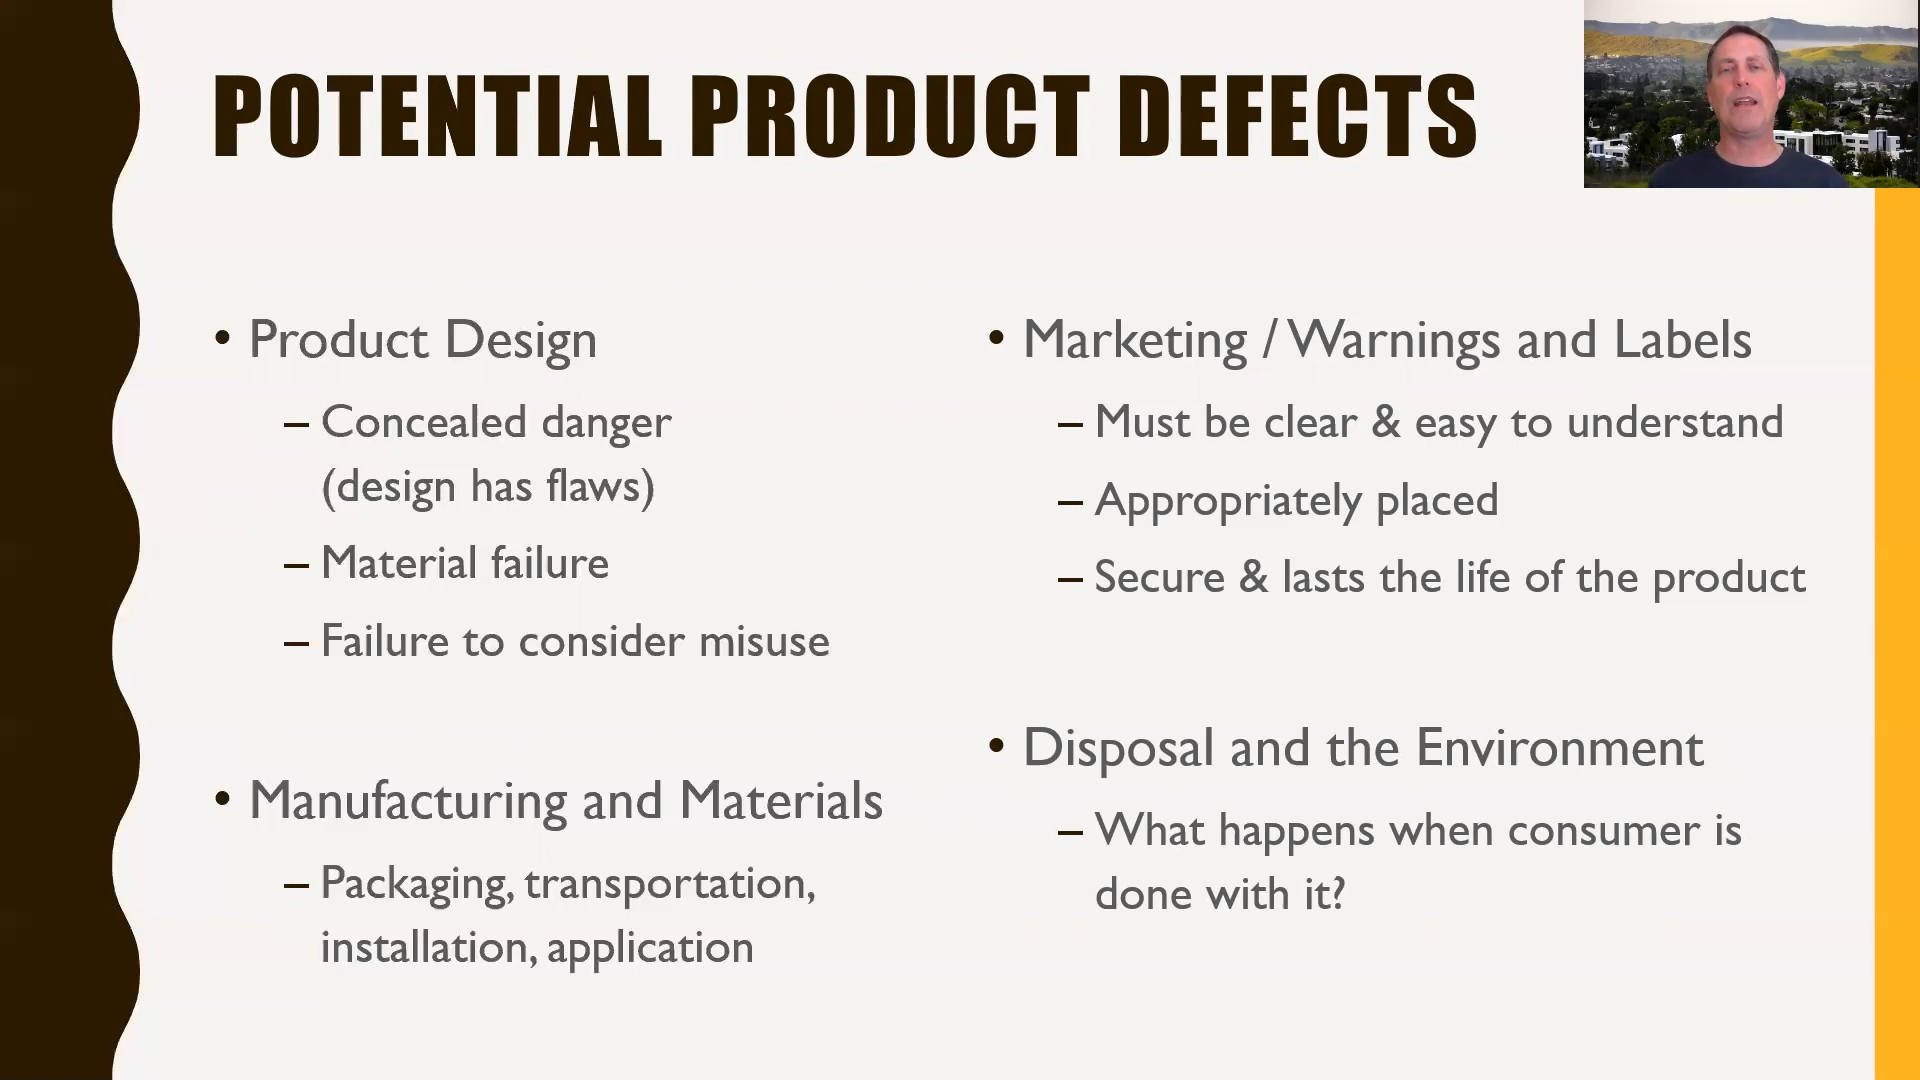 POTENTIAL PRODUCT DEFECTS
• Product Design
– Concealed danger
(design has flaws)
– Material failure
– Failure to consider misuse
• Manufacturing and Materials
– Packaging, transportation,
installation, application
• Marketing / Warnings and Labels
– Must be clear & easy to understand
– Appropriately placed
– Secure & lasts the life of the product
• Disposal and the Environment
– What happens when consumer is
done with it?